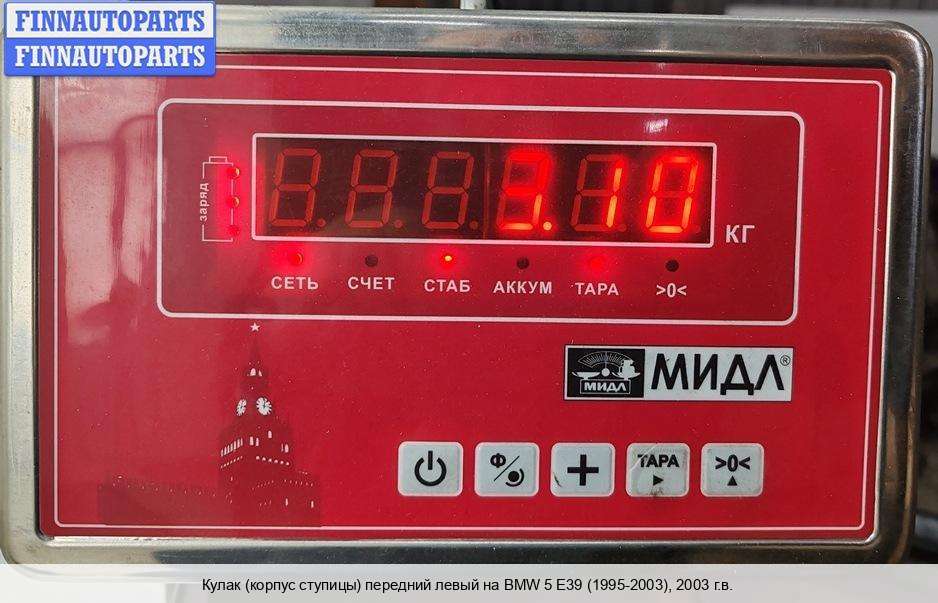 FINNAUTOPARTS
FINNAUTOPARTS
заряд
3.10
КГ
СЕТЬ СЧЕТ СТАБ АККУМ ТАРА >0<
МИДЛ МИДЛ®
Ф ТАРА >0<
Кулак (корпус ступицы) передний левый на BMW 5 E39 (1995-2003), 2003 г.в.